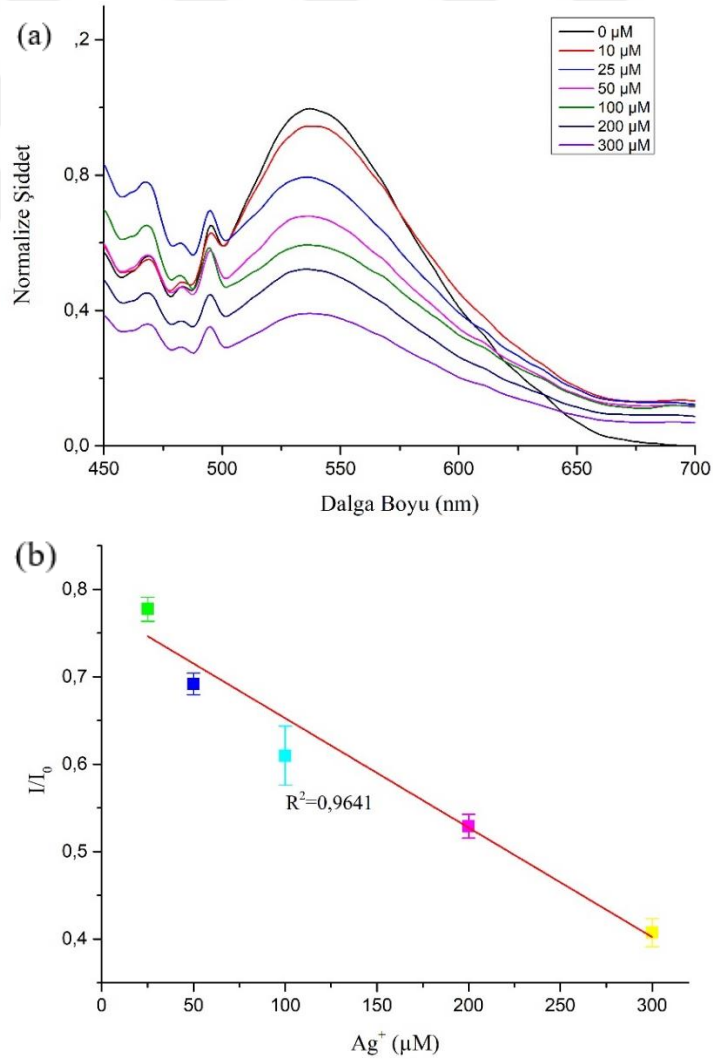 (a)
,2
0,8
0,4
0,0
Normalize Şiddet
0 µM
10 µM
25 µM
50 µM
100 µM
200 µM
300 µM
450 500 550 600 650 700
Dalga Boyu (nm)
(b)
0,8
0,7
0,6
0,5
0,4
I/I₀
R²=0,9641
0 50 100 150 200 250 300
Ag⁺ (µM)